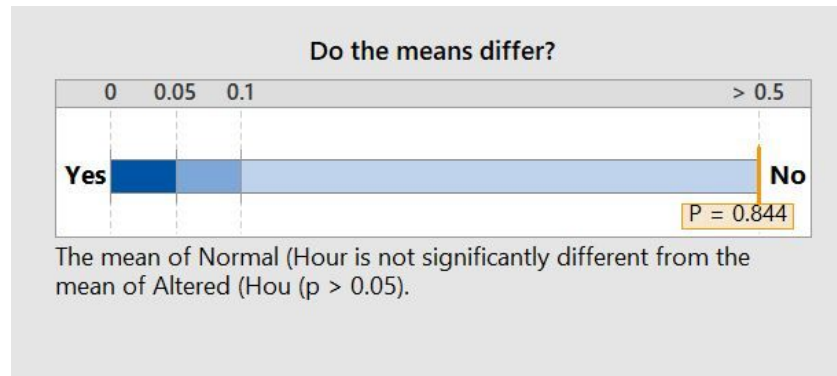 Do the means differ?
0 0.05 0.1 > 0.5
Yes No
P = 0.844
The mean of Normal (Hour is not significantly different from the
mean of Altered (Hou (p > 0.05).